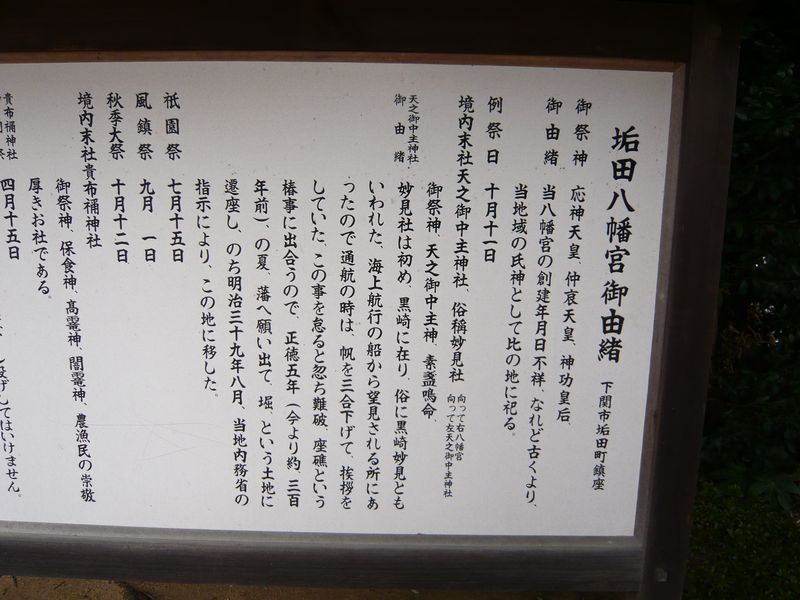 垢田八幡宮御由緒
下関市垢田町鎮座
御祭神　応神天皇、仲哀天皇、神功皇后、
御由緒　当八幡宮の創建年月日不祥、なれど古くより、
当地域の氏神として比の地に祀る。
例祭日　十月十一日
境内末社天之御中主神社、俗稱妙見社
向って右八幡宮
向って左天之御中主神社
御祭神、天之御中主神、素盞鳴命、
天之御中主神社
御由緒
妙見社は初め、黒崎に在り、俗に黒崎妙見とも
いわれた、海上航行の船から望見される所にあ
ったので通航の時は、帆を三合下げて、挨拶を
していた、この事を怠ると忽ち難破、座礁という
椿事に出合うので、正徳五年（今より約、三百
年前）、の夏、藩へ願い出て、堀、という土地に
遷座し、のち明治三十九年八月、当地内務省の
指示により、この地に移した。
祇園祭　七月十五日
風鎮祭　九月　一日
秋季大祭　十月十二日
境内末社貴布禰神社
御祭神、保食神、高龗神、闇龗神、農漁民の崇敬
厚きお社である。
貴布禰神社
四月十五日
投げしてはいけません。